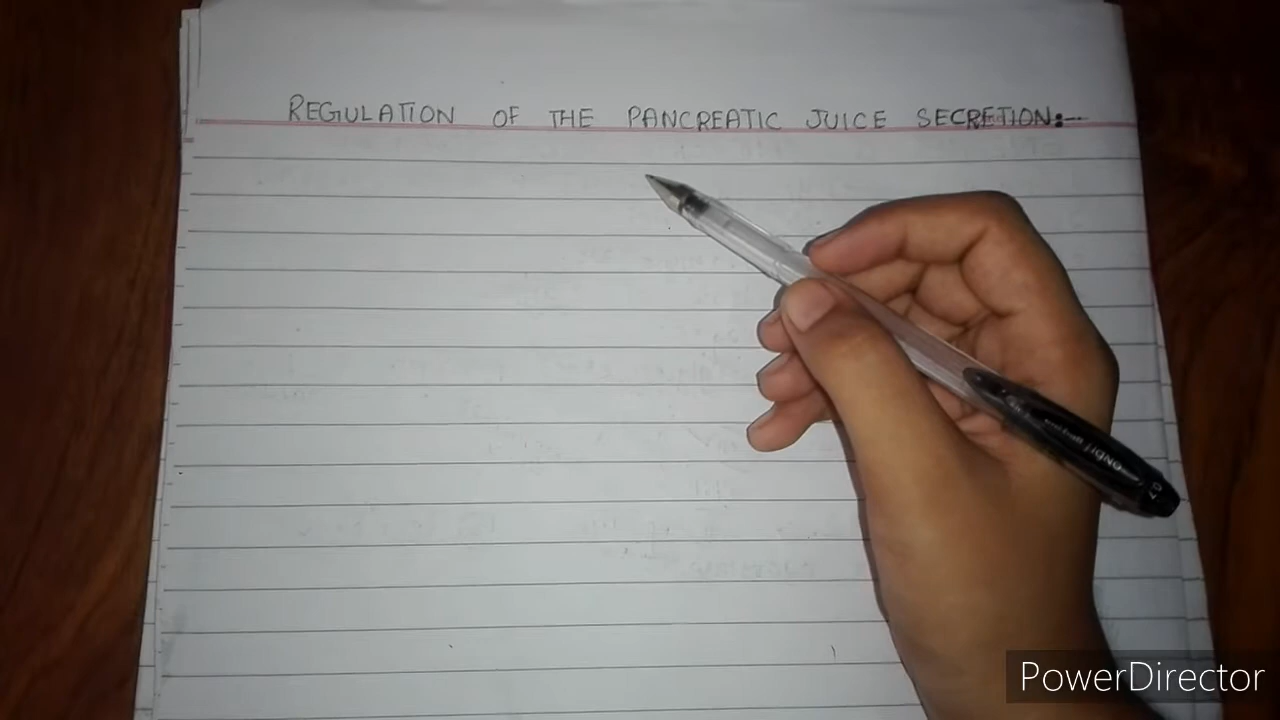 REGULATION OF THE PANCREATIC JUICE SECRETION:-
PowerDirector